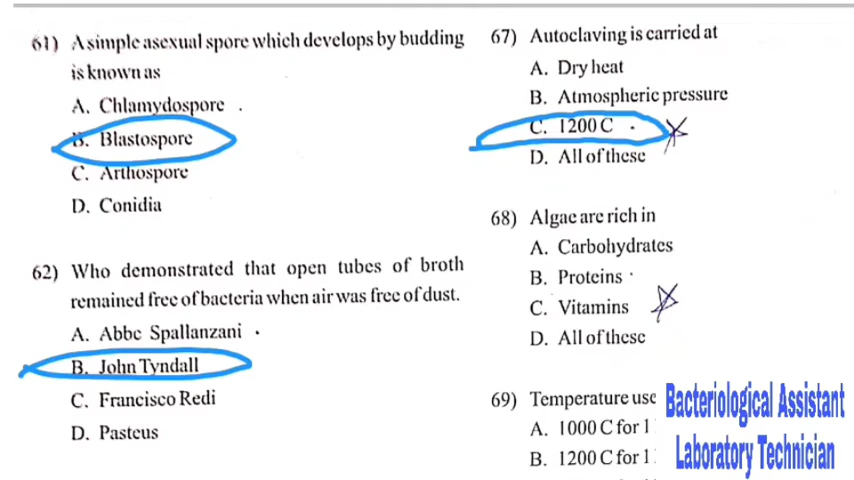 61) A simple asexual spore which develops by budding
is known as
A. Chlamydospore
B. Blastospore
C. Arthospore
D. Conidia
62) Who demonstrated that open tubes of broth
remained free of bacteria when air was free of dust.
A. Abbe Spallanzani
B. John Tyndall
C. Francisco Redi
D. Pasteus
67) Autoclaving is carried at
A. Dry heat
B. Atmospheric pressure
C. 1200 C
D. All of these
68) Algae are rich in
A. Carbohydrates
B. Proteins
C. Vitamins
D. All of these
69) Temperature use
A. 1000 C for 1
B. 1200 C for 1
Bacteriological Assistant
Laboratory Technician